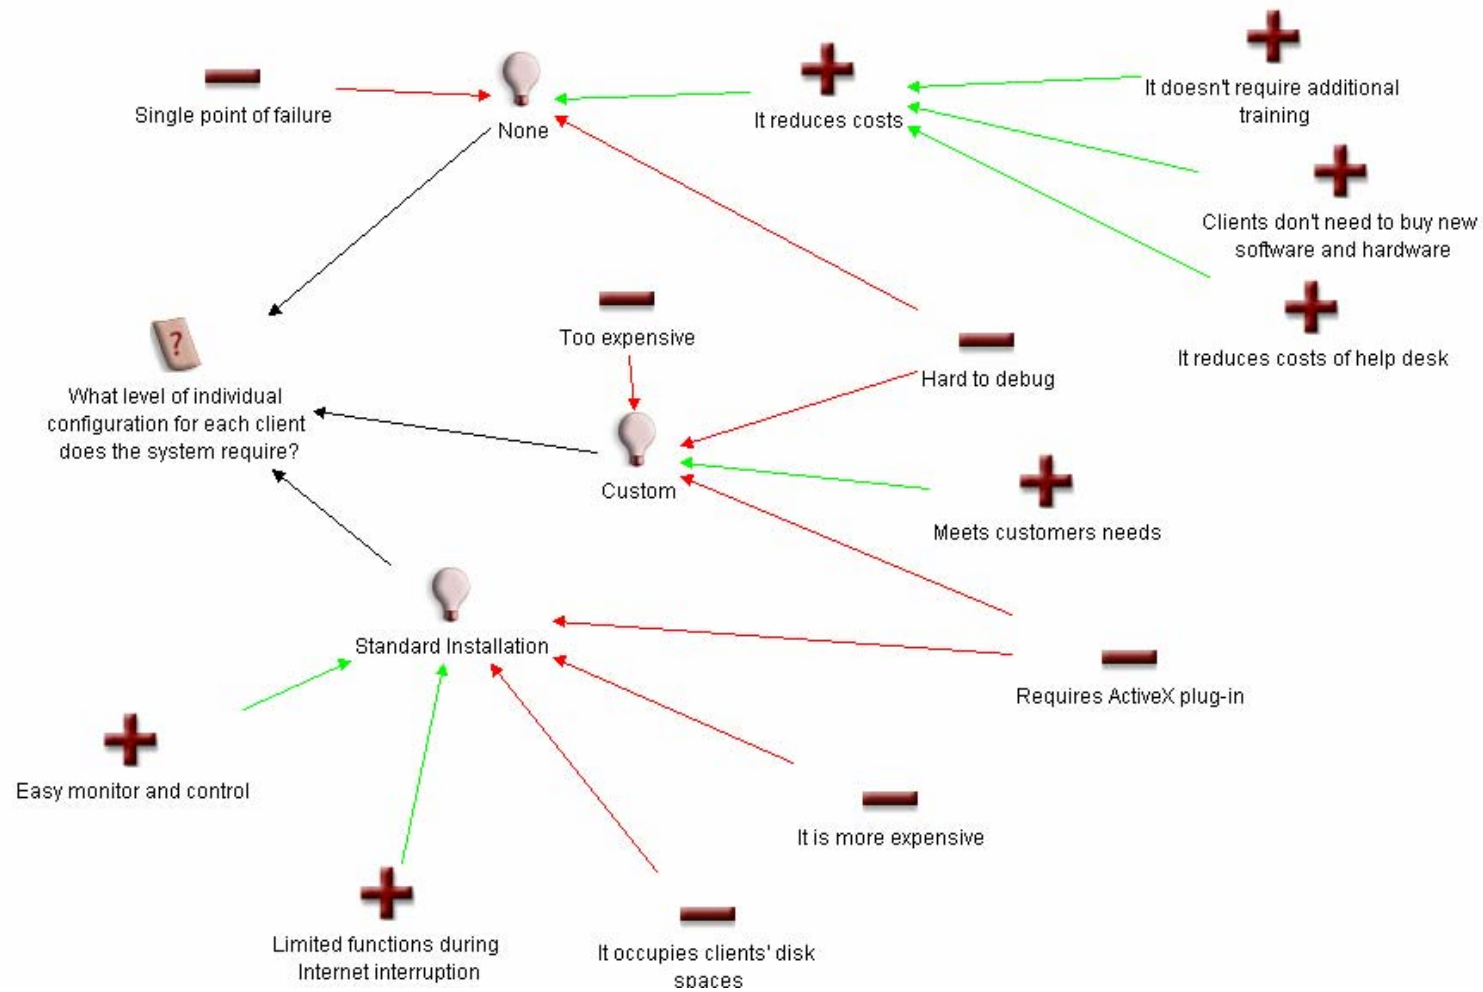 Single point of failure
None
It reduces costs
It doesn't require additional
training
Clients don't need to buy new
software and hardware
It reduces costs of help desk
Too expensive
Hard to debug
?
What level of individual
configuration for each client
does the system require?
Custom
Meets customers needs
Standard Installation
Requires ActiveX plug-in
Easy monitor and control
It is more expensive
Limited functions during
Internet interruption
It occupies clients' disk
spaces